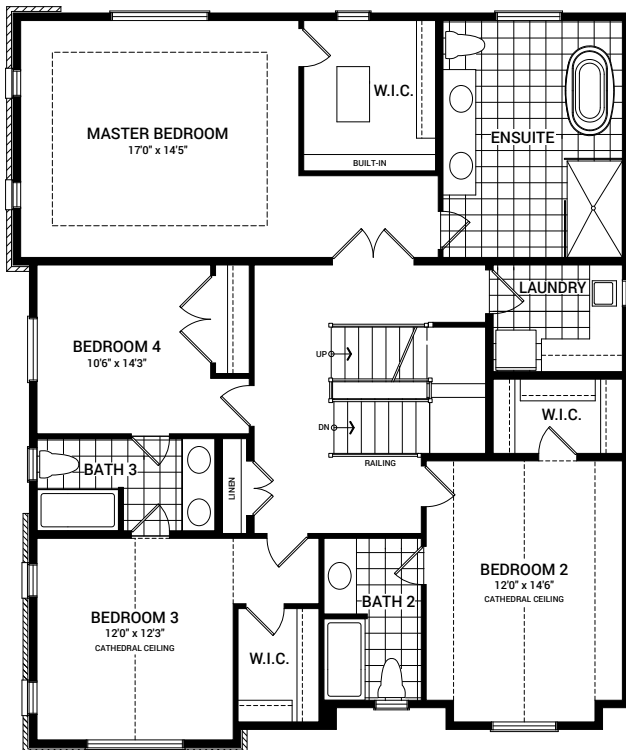 MASTER BEDROOM
17'0" x 14'5"
W.I.C.
BUILT-IN
ENSUITE
LAUNDRY
BEDROOM 4
10'6" x 14'3"
UP
DN
RAILING
W.I.C.
BATH 3
LINEN
BEDROOM 2
12'0" x 14'6"
CATHEDRAL CEILING
BATH 2
BEDROOM 3
12'0" x 12'3"
CATHEDRAL CEILING
W.I.C.